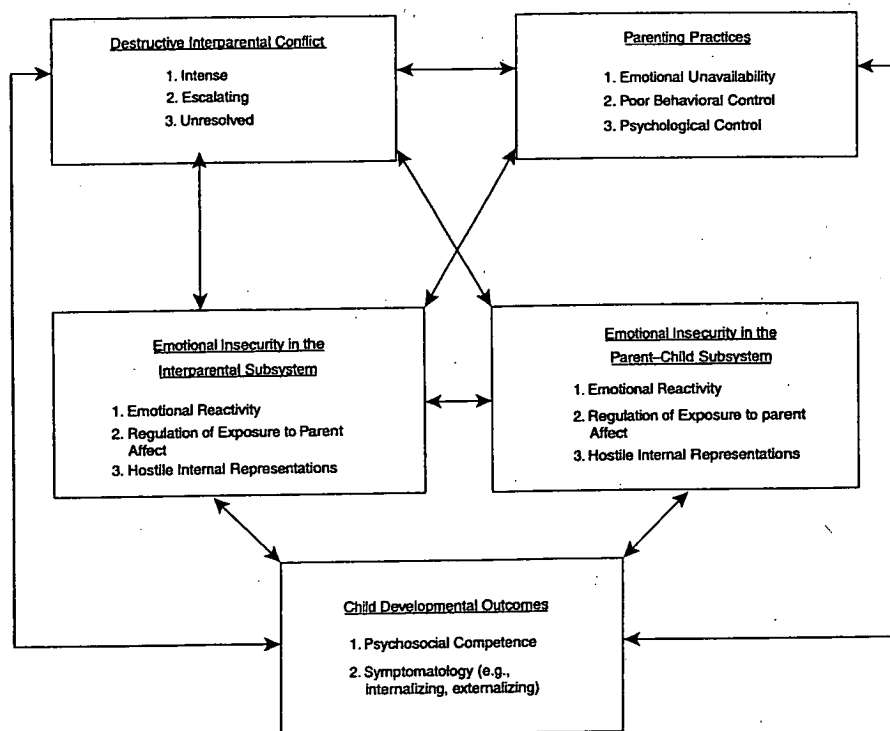 Destructive Interparental Conflict
1. Intense
2. Escalating
3. Unresolved
Parenting Practices
1. Emotional Unavailability
2. Poor Behavioral Control
3. Psychological Control
Emotional Insecurity in the
Interparental Subsystem
1. Emotional Reactivity
2. Regulation of Exposure to Parent
Affect
3. Hostile Internal Representations
Emotional Insecurity in the
Parent–Child Subsystem
1. Emotional Reactivity
2. Regulation of Exposure to parent
Affect
3. Hostile Internal Representations
Child Developmental Outcomes
1. Psychosocial Competence
2. Symptomatology (e.g.,
internalizing, externalizing)